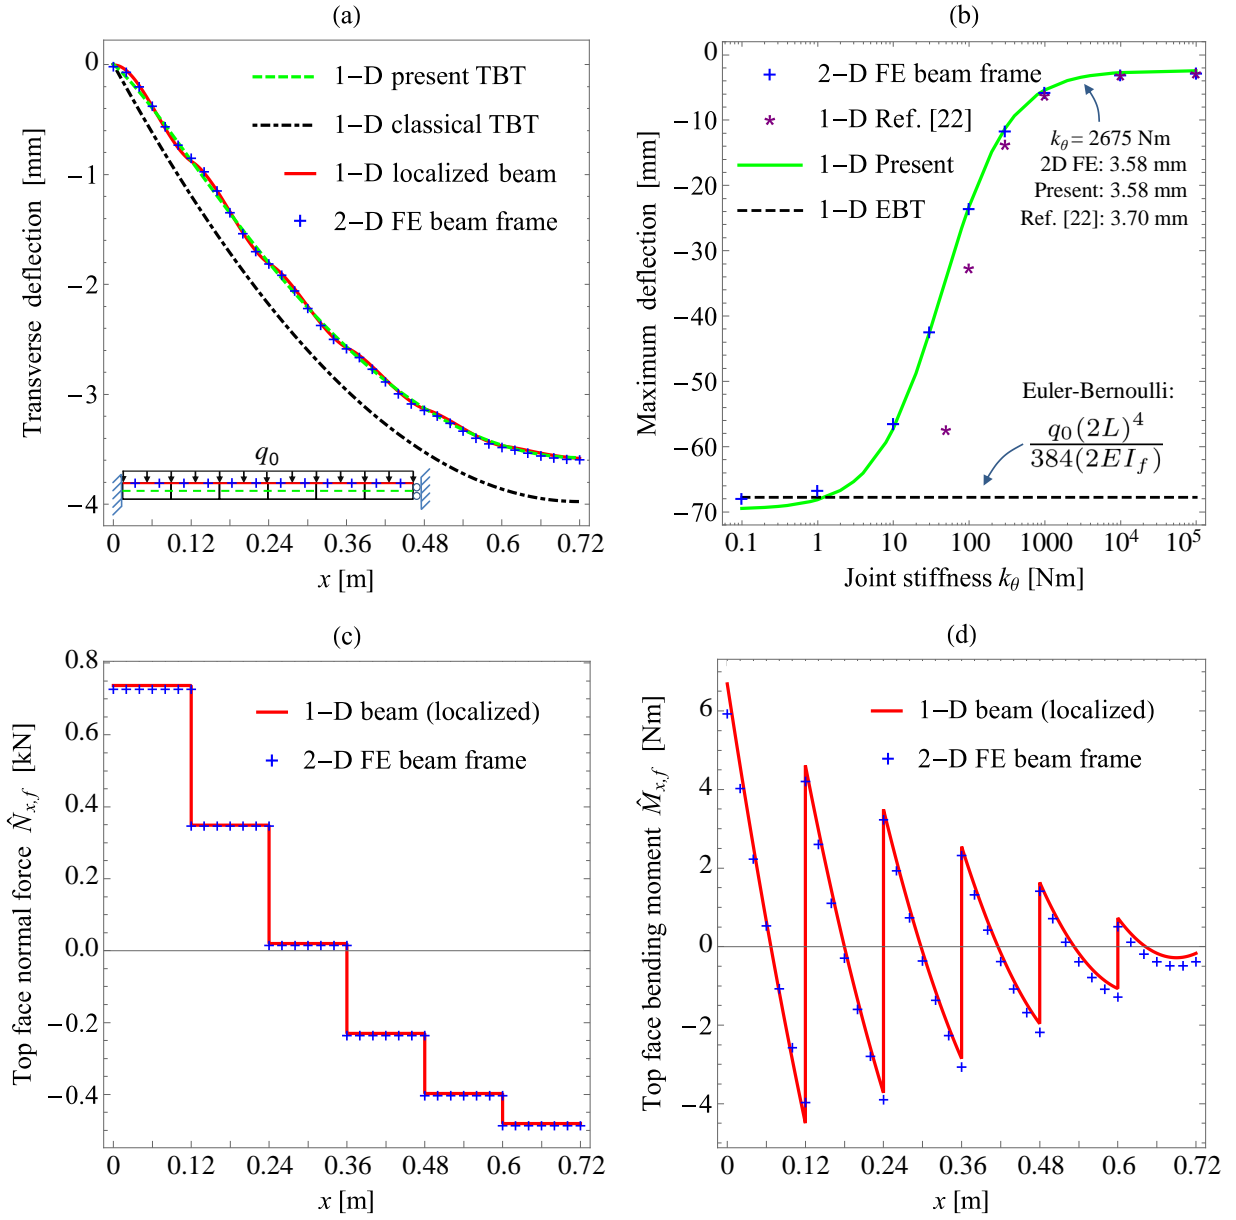 (a)
0
−1
−2
−3
−4
Transverse deflection [mm]
1−D present TBT
1−D classical TBT
1−D localized beam
2−D FE beam frame
q0
0 0.12 0.24 0.36 0.48 0.60 0.72
x [m]
(b)
0
−10
−20
−30
−40
−50
−60
−70
Maximum deflection [mm]
2−D FE beam frame
1−D Ref. [22]
1−D Present
1−D EBT
kθ = 2675 Nm
2D FE: 3.58 mm
Present: 3.58 mm
Ref. [22]: 3.70 mm
Euler-Bernoulli:
q0(2L)^4
384(2EIf)
0.1 1 10 100 1000 10^4 10^5
Joint stiffness kθ [Nm]
(c)
0.8
0.6
0.4
0.2
0.0
−0.2
−0.4
Top face normal force N̂x,f [kN]
1−D beam (localized)
2−D FE beam frame
0 0.12 0.24 0.36 0.48 0.60 0.72
x [m]
(d)
6
4
2
0
−2
−4
Top face bending moment M̂x,f [Nm]
1−D beam (localized)
2−D FE beam frame
0 0.12 0.24 0.36 0.48 0.60 0.72
x [m]